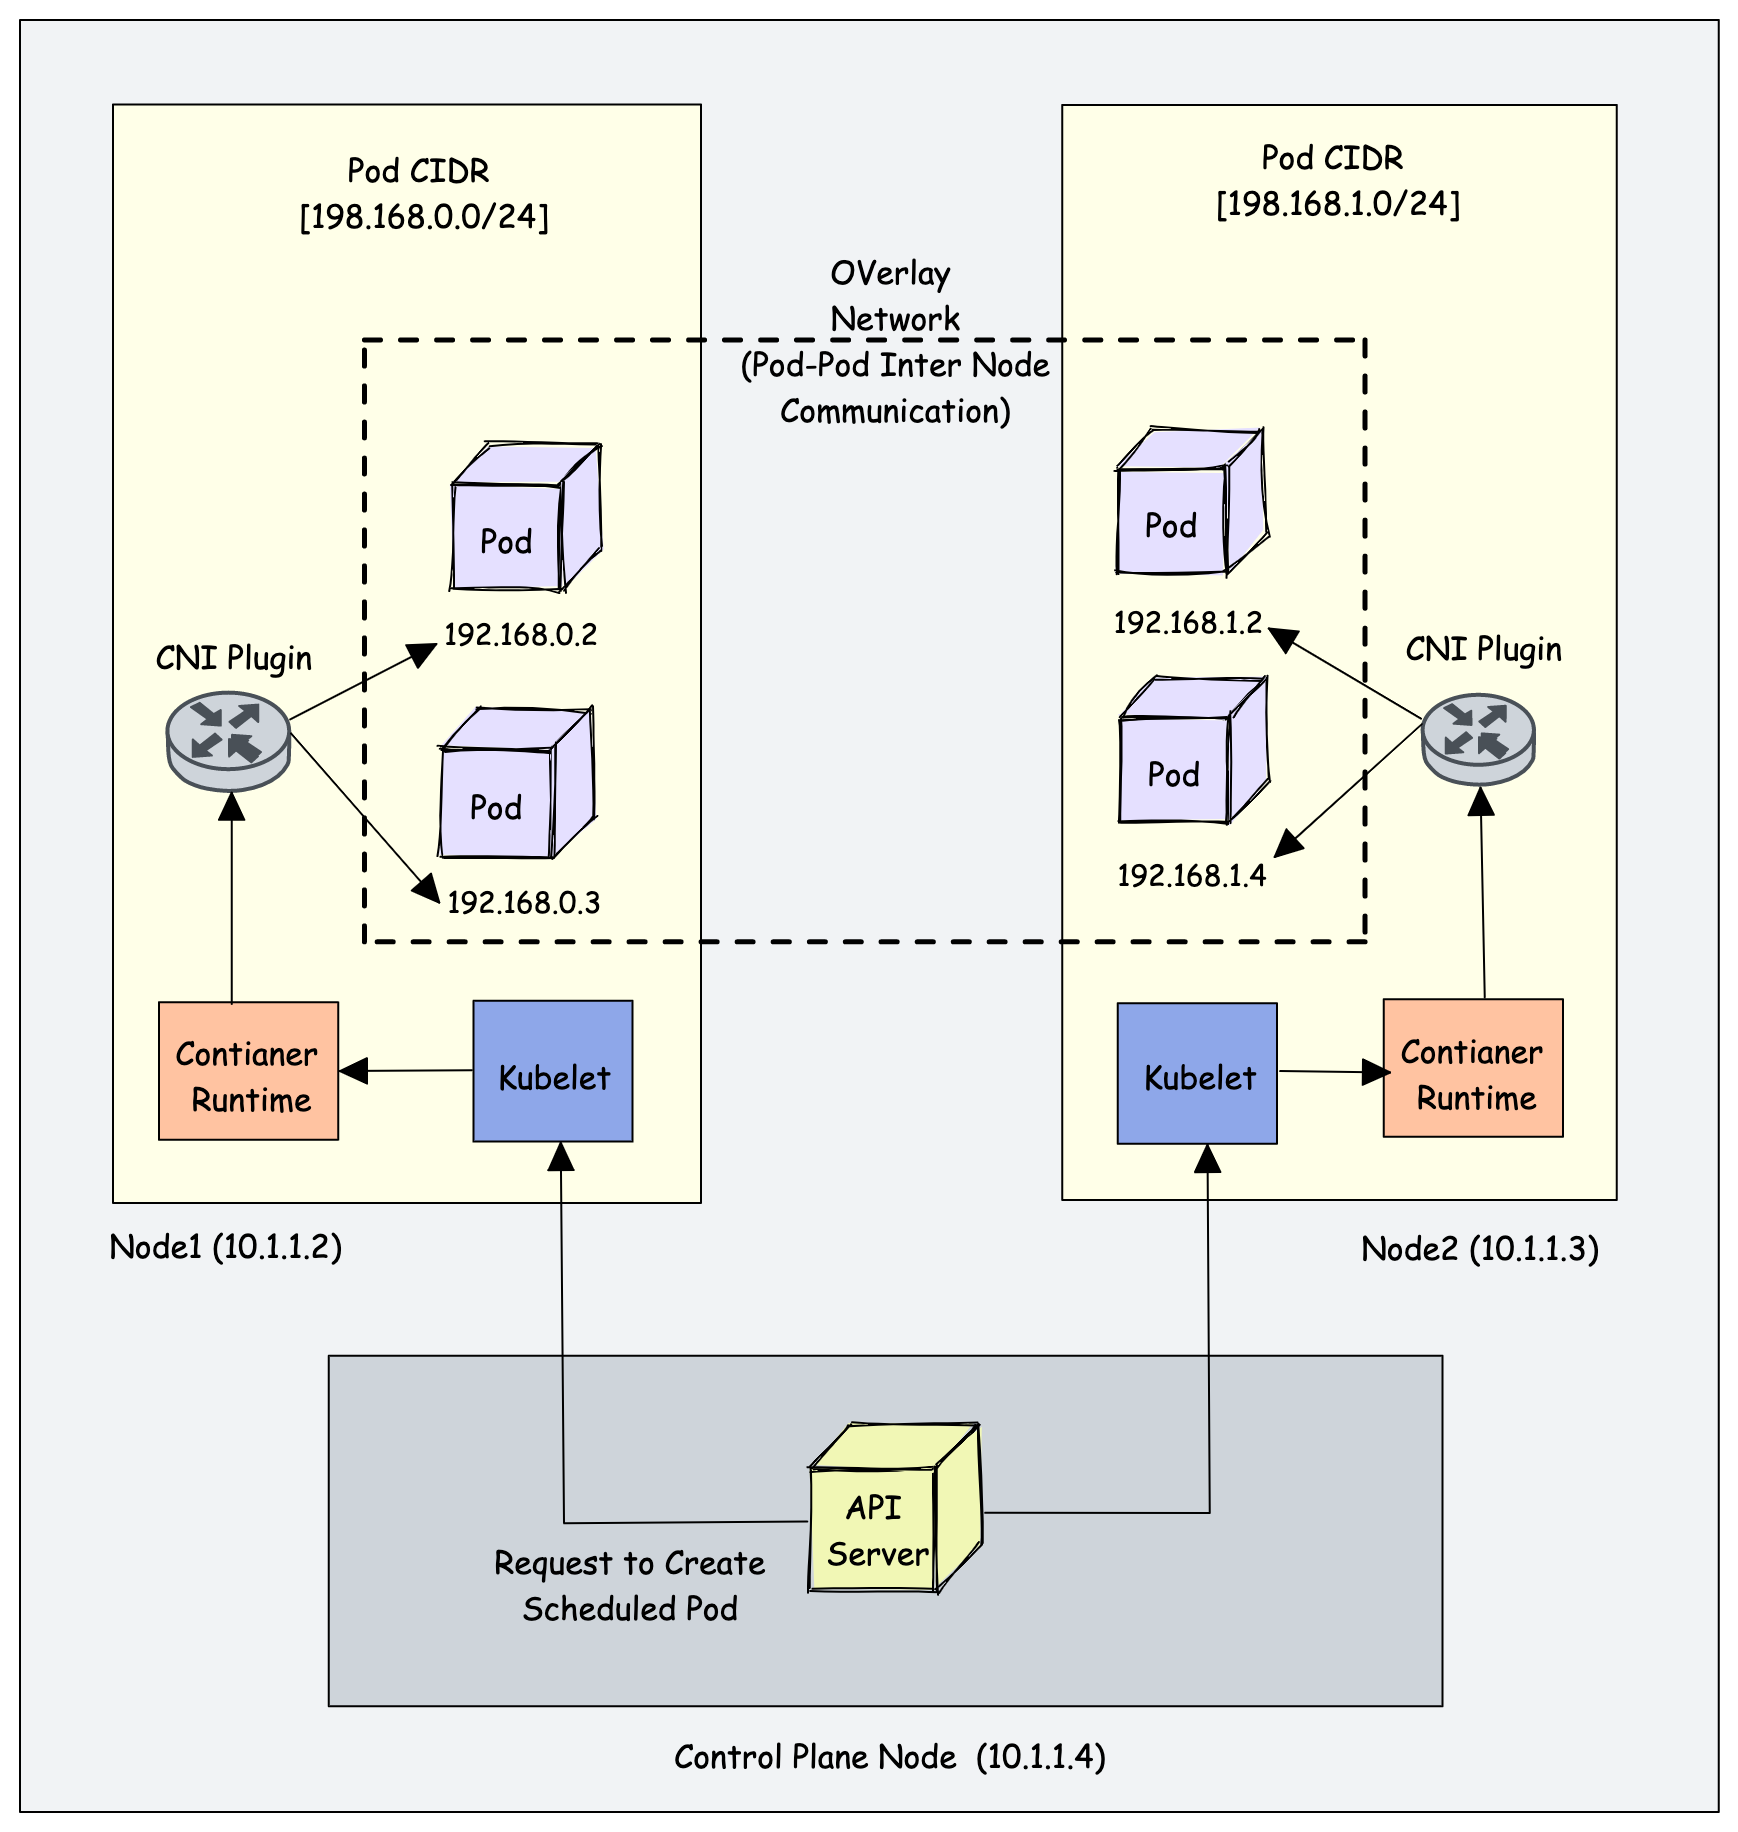 Pod CIDR
[198.168.0.0/24]
Pod CIDR
[198.168.1.0/24]
OVerlay
Network
(Pod-Pod Inter Node
Communication)
Pod
192.168.0.2
Pod
192.168.0.3
CNI Plugin
Pod
192.168.1.2
Pod
192.168.1.4
CNI Plugin
Contianer
Runtime
Kubelet
Kubelet
Contianer
Runtime
Node1 (10.1.1.2)
Node2 (10.1.1.3)
API
Server
Request to Create
Scheduled Pod
Control Plane Node (10.1.1.4)